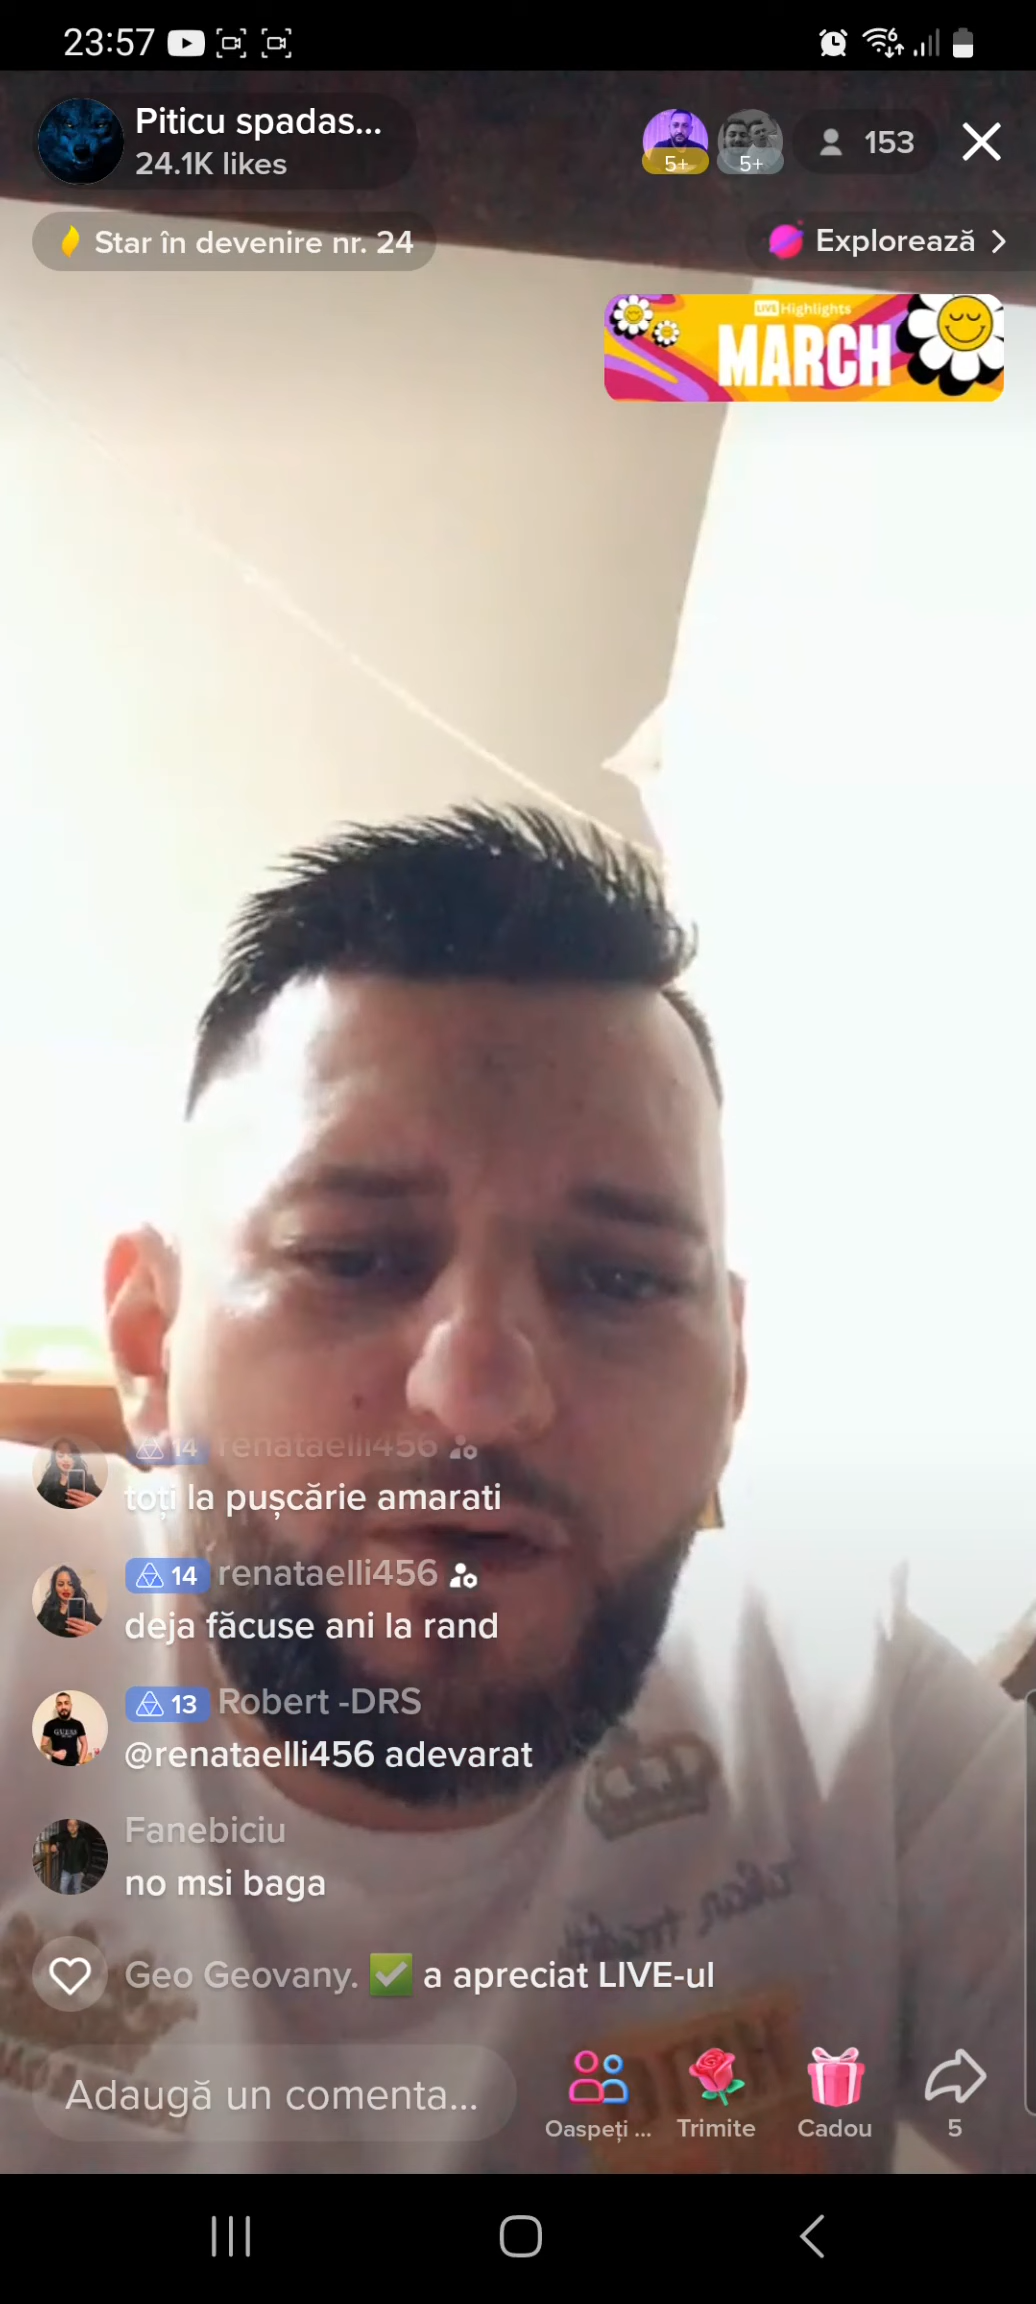 23:57
Piticu spadas...
24.1K likes
5+
5+
153
Star în devenire nr. 24
Explorează
LIVE Highlights
MARCH
14 renataelli456
toți la pușcărie amarati
14 renataelli456
deja făcuse ani la rand
13 Robert -DRS
@renataelli456 adevarat
Fanebiciu
no msi baga
Geo Geovany. ✅ a apreciat LIVE-ul
Adaugă un comenta...
Oaspeți ...
Trimite
Cadou
5